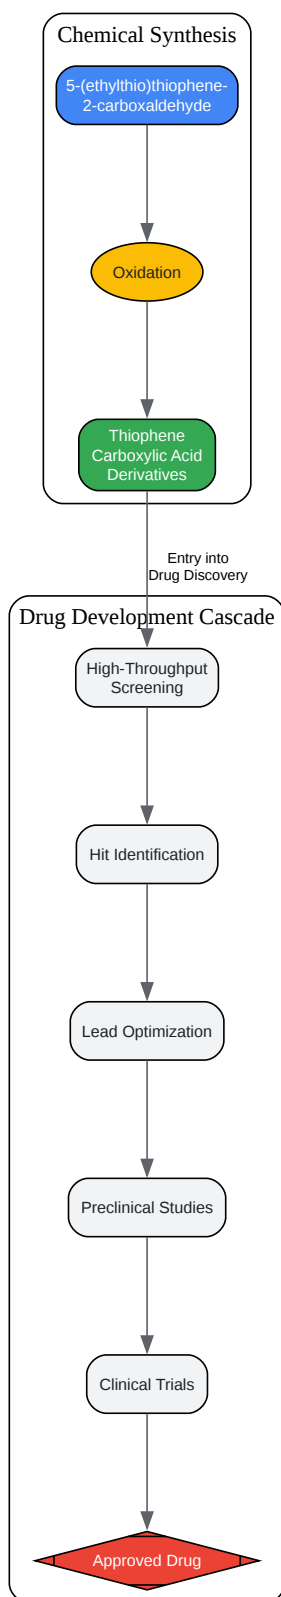 Chemical Synthesis
5-(ethylthio)thiophene-
2-carboxaldehyde
Oxidation
Thiophene
Carboxylic Acid
Derivatives
Entry into
Drug Discovery
Drug Development Cascade
High-Throughput
Screening
Hit Identification
Lead Optimization
Preclinical Studies
Clinical Trials
Approved Drug